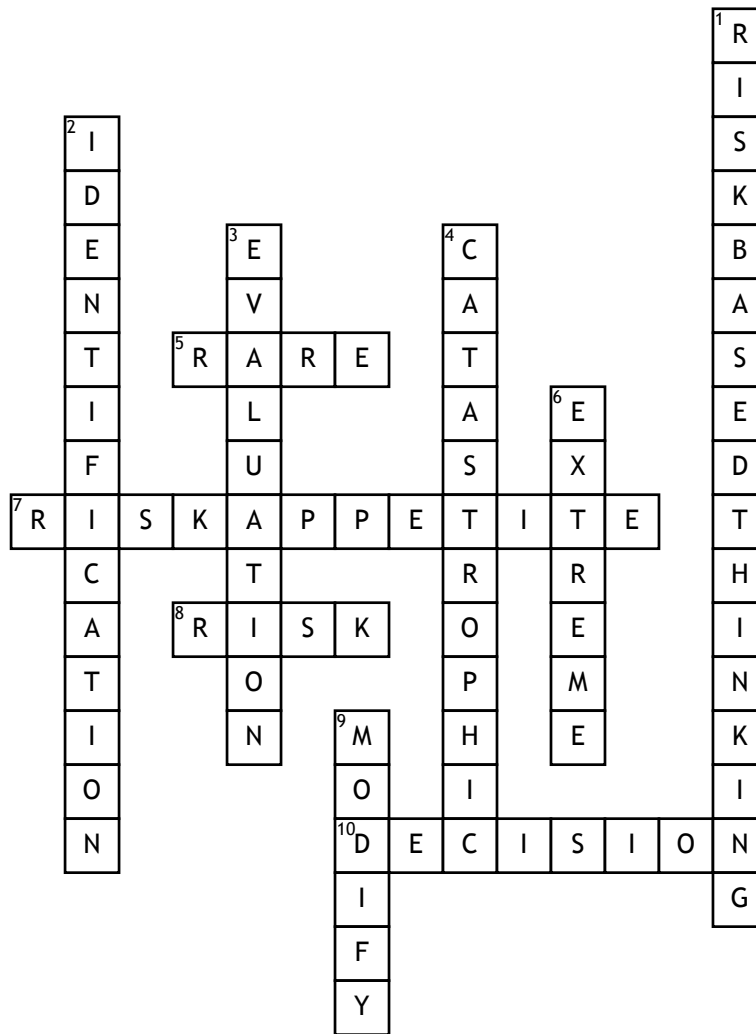 1 RISKBASEDTHINKING
2 IDENTIFICATION
3 EVALUATION
4 CATASTROPHIC
5 RARE
6 EXTREME
7 RISKAPPETITE
8 RISK
9 MODIFY
10 DECISION